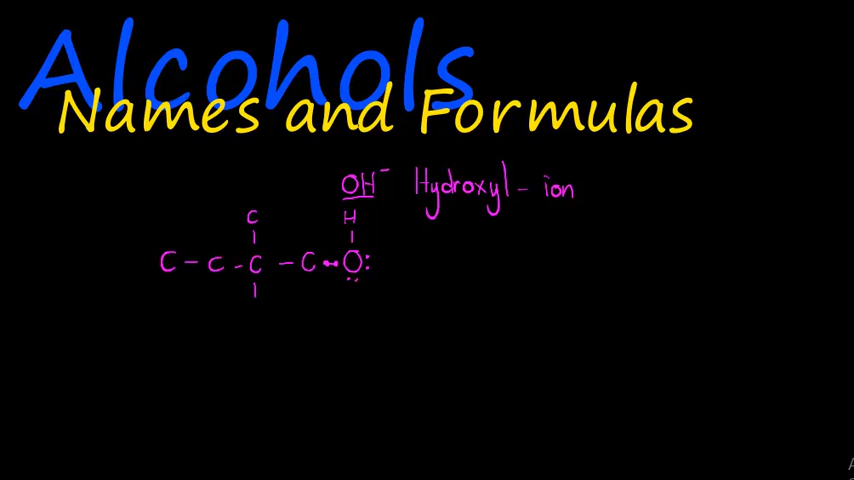 Alcohols
Names and Formulas
OH⁻ Hydroxyl - ion
C H
C - C - C - C O: